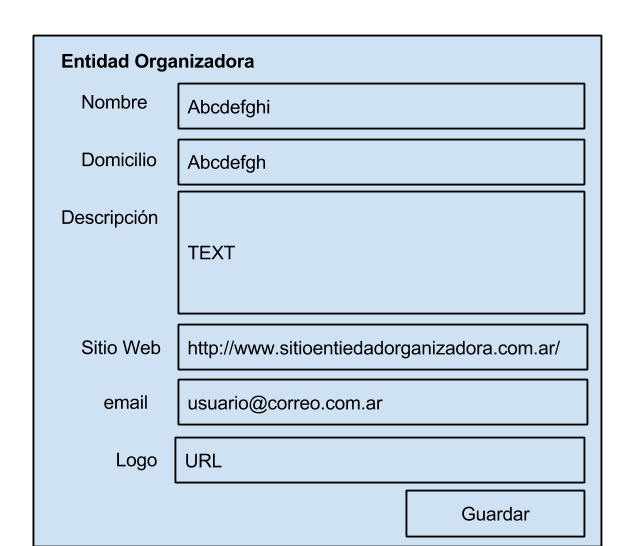 Entidad Organizadora
Nombre Abcdefghi
Domicilio Abcdefgh
Descripción
TEXT
Sitio Web http://www.sitioentiedadorganizadora.com.ar/
email usuario@correo.com.ar
Logo URL
Guardar